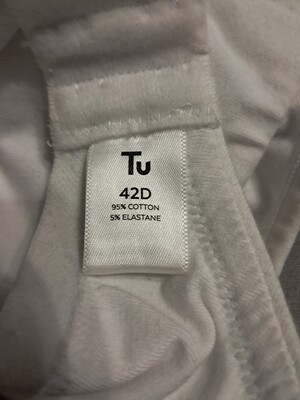 Tu
42D
95% COTTON
5% ELASTANE